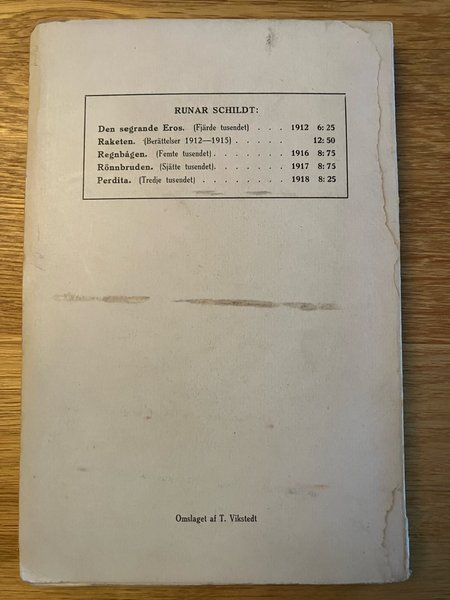 RUNAR SCHILDT:
Den segrande Eros. (Fjärde tusendet) . . . 1912 6: 25
Raketen. (Berättelser 1912—1915) . . . . . 12: 50
Regnbågen. (Femte tusendet) . . . . . . . 1916 8: 75
Rönnbruden. (Sjätte tusendet). . . . . . . 1917 8: 75
Perdita. (Tredje tusendet) . . . . . . . . 1918 8: 25
Omslaget af T. Vikstedt